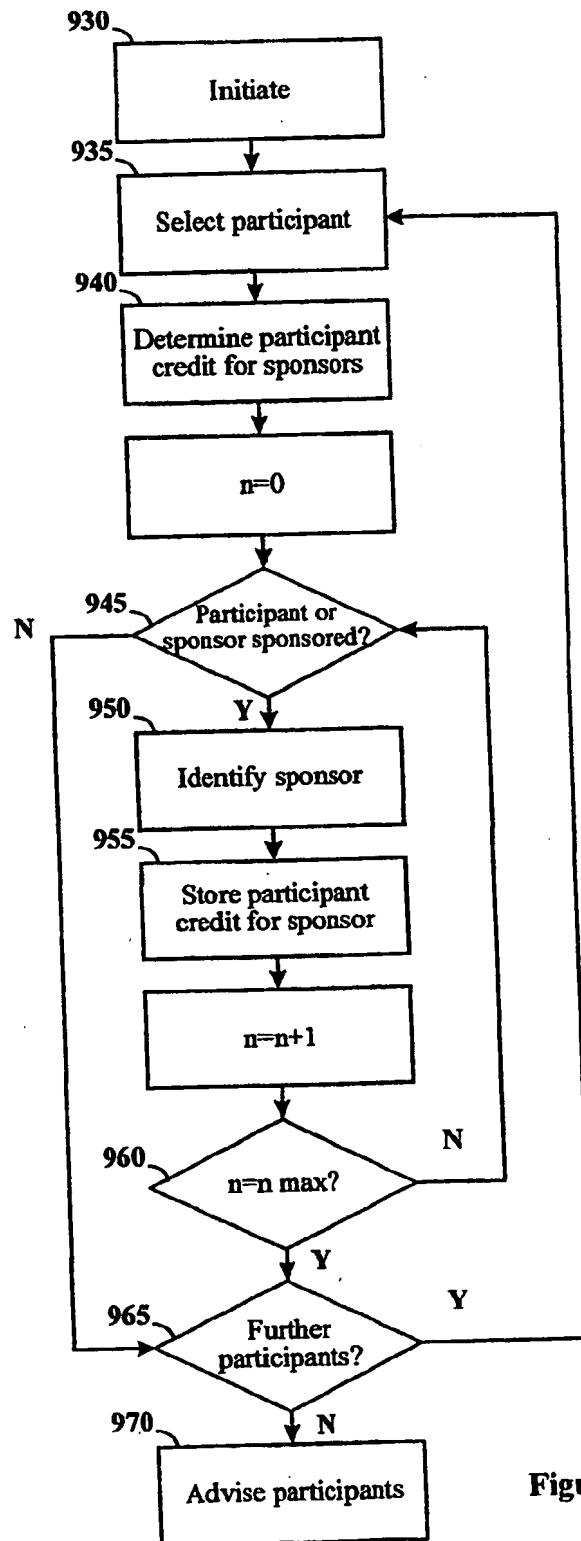 930
Initiate
935
Select participant
940
Determine participant
credit for sponsors
n=0
945
N
Participant or
sponsor sponsored?
Y
950
Identify sponsor
955
Store participant
credit for sponsor
n=n+1
960
N
n=n max?
Y
965
Y
Further
participants?
N
970
Advise participants
Figu